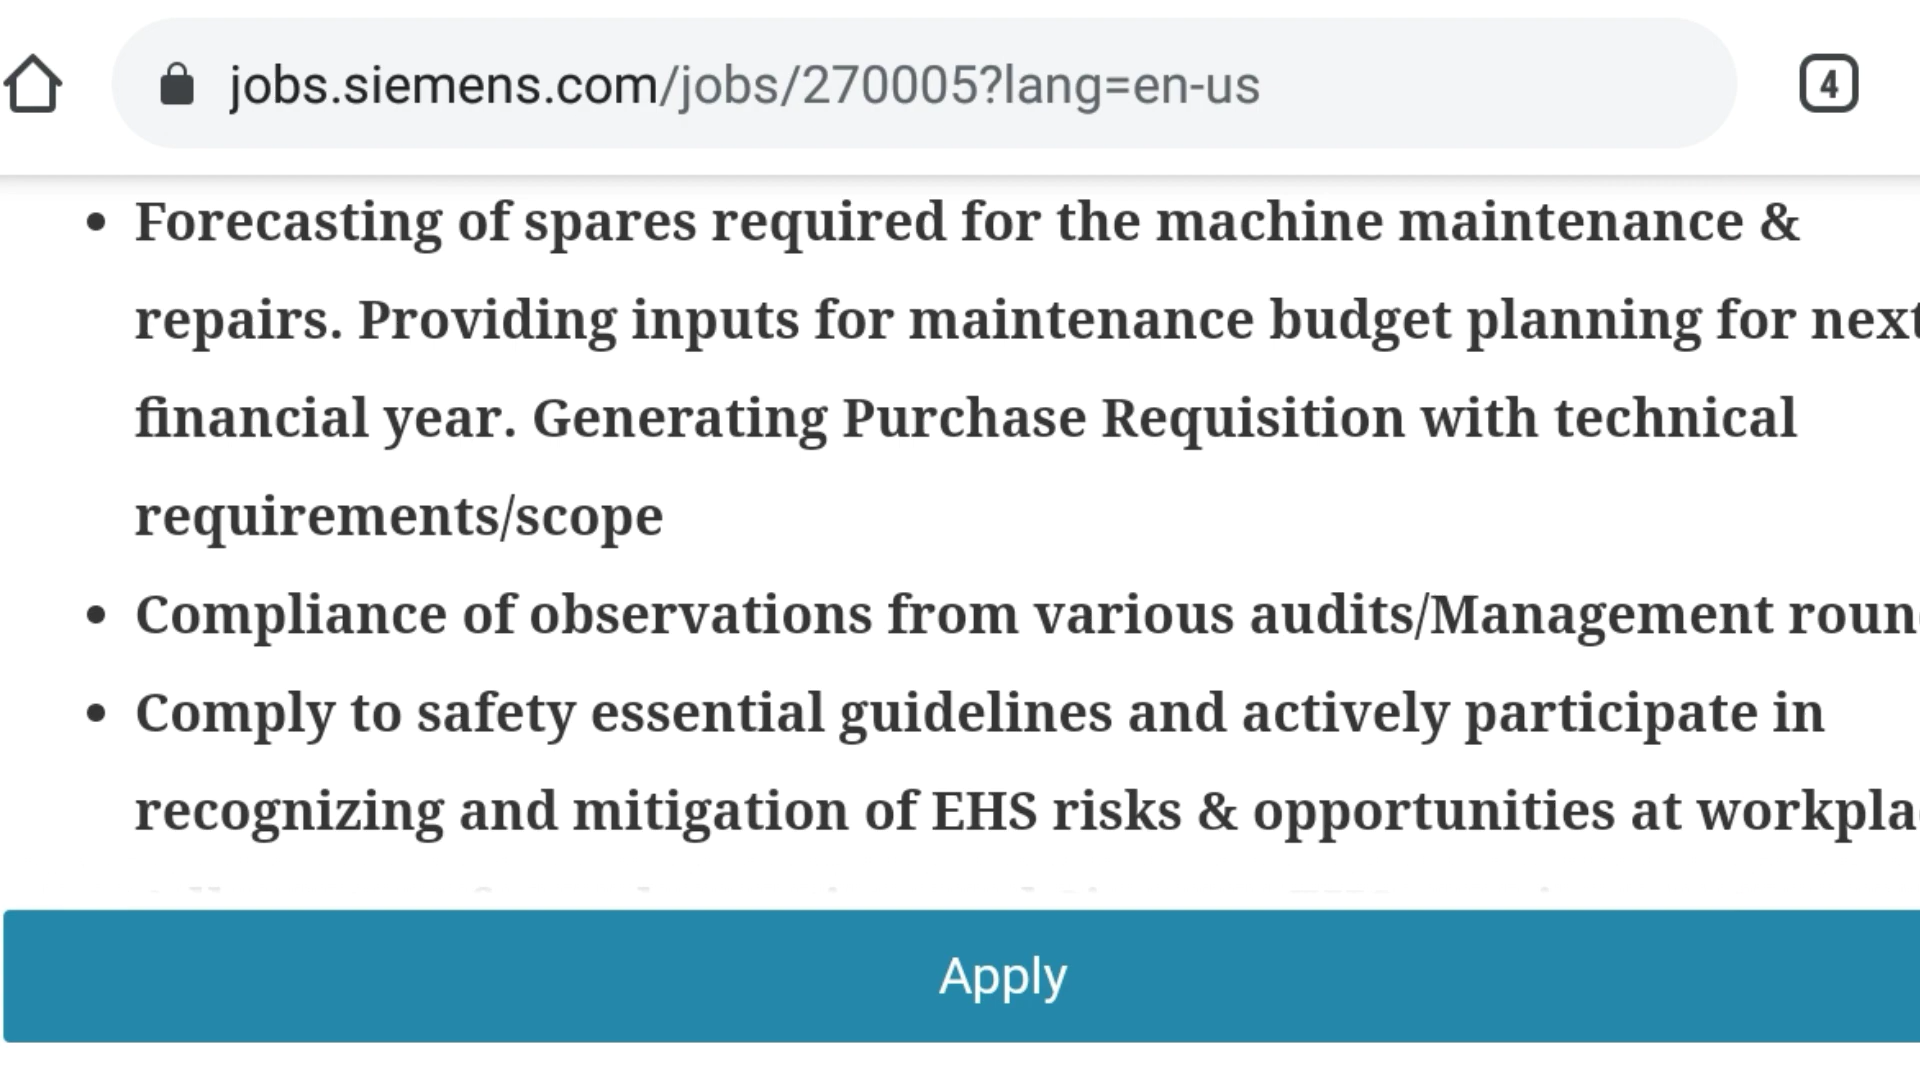 jobs.siemens.com/jobs/270005?lang=en-us
4
• Forecasting of spares required for the machine maintenance &
repairs. Providing inputs for maintenance budget planning for next
financial year. Generating Purchase Requisition with technical
requirements/scope
• Compliance of observations from various audits/Management
• Comply to safety essential guidelines and actively participate in
recognizing and mitigation of EHS risks & opportunities at
Apply